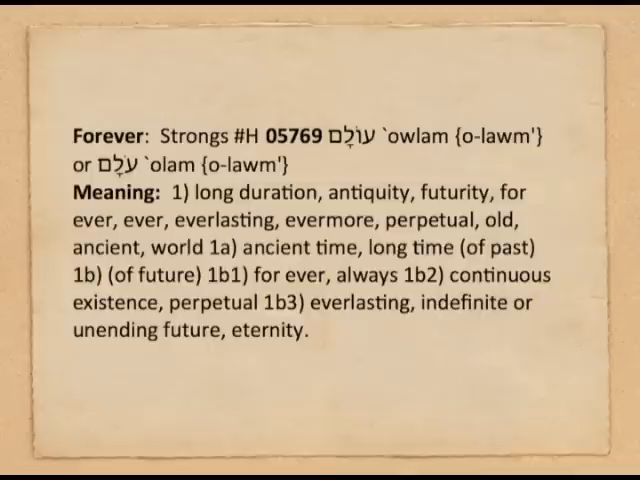 Forever:  Strongs #H 05769 עוֹלָם `owlam {o-lawm'}
or עֹלָם `olam {o-lawm'}
Meaning:  1) long duration, antiquity, futurity, for
ever, ever, everlasting, evermore, perpetual, old,
ancient, world 1a) ancient time, long time (of past)
1b) (of future) 1b1) for ever, always 1b2) continuous
existence, perpetual 1b3) everlasting, indefinite or
unending future, eternity.